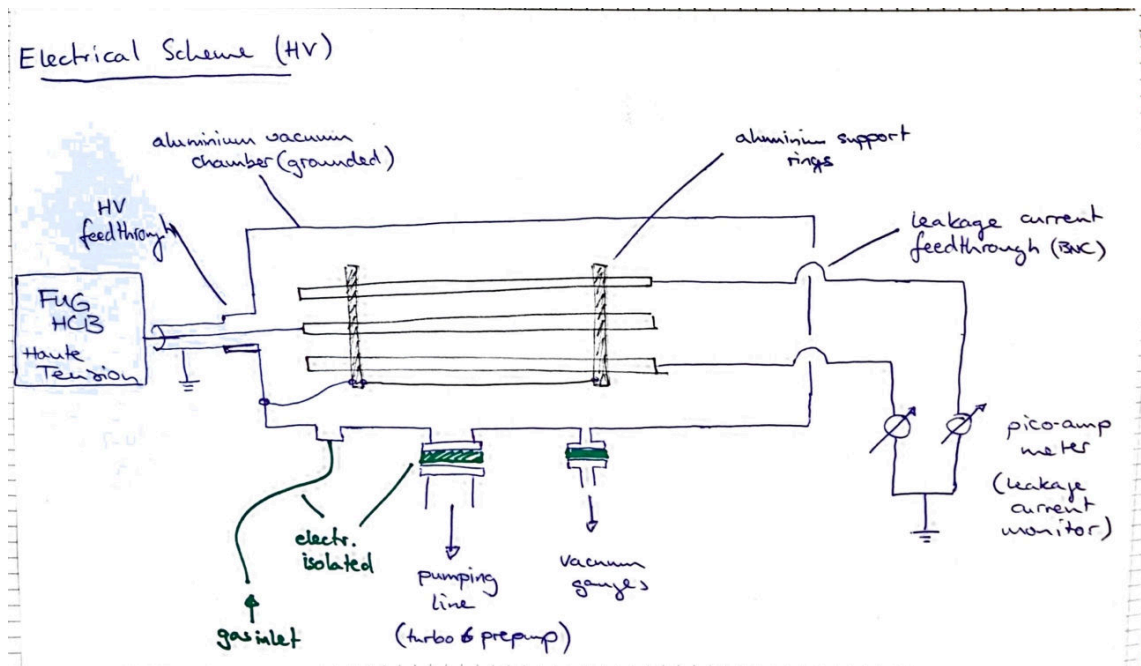 Electrical Scheme (HV)
aluminium vacuum
chamber (grounded)
aluminium support
rings
HV
feedthrough
leakage current
feedthrough (BNC)
FuG
HCB
Haute
Tension
pico-amp
meter
(leakage
current
monitor)
electr.
isolated
pumping
line
(turbo & prepump)
vacuum
gauges
gas inlet